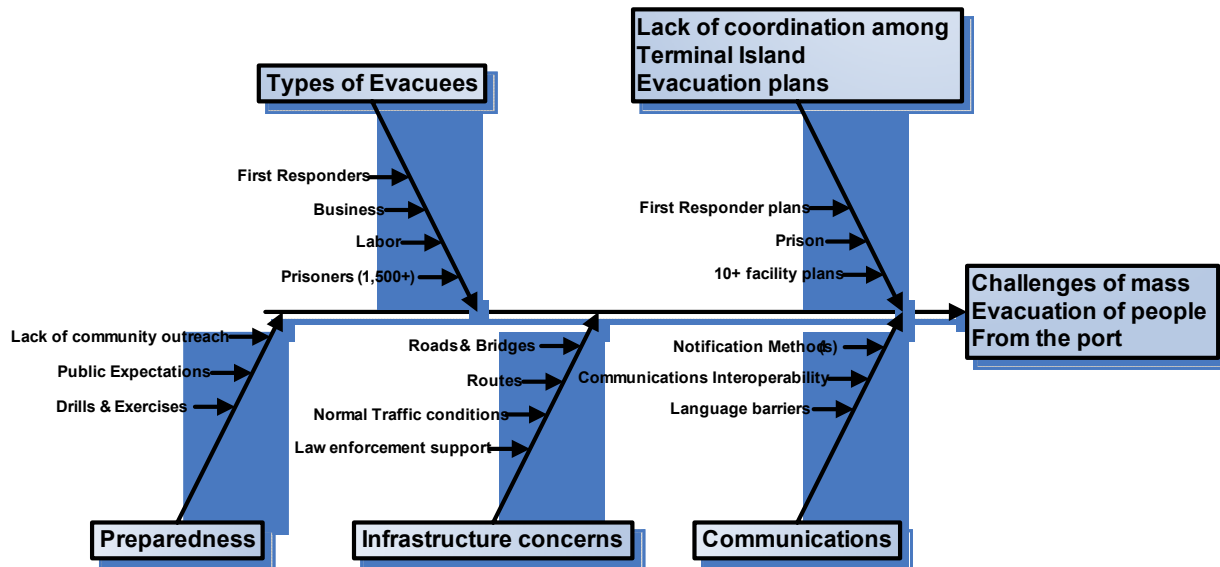 Lack of coordination among
Terminal Island
Evacuation plans
Types of Evacuees
First Responders
Business
Labor
Prisoners (1,500+)
First Responder plans
Prison
10+ facility plans
Challenges of mass
Evacuation of people
From the port
Lack of community outreach
Public Expectations
Drills & Exercises
Roads & Bridges
Routes
Normal Traffic conditions
Law enforcement support
Notification Method(s)
Communications Interoperability
Language barriers
Preparedness
Infrastructure concerns
Communications